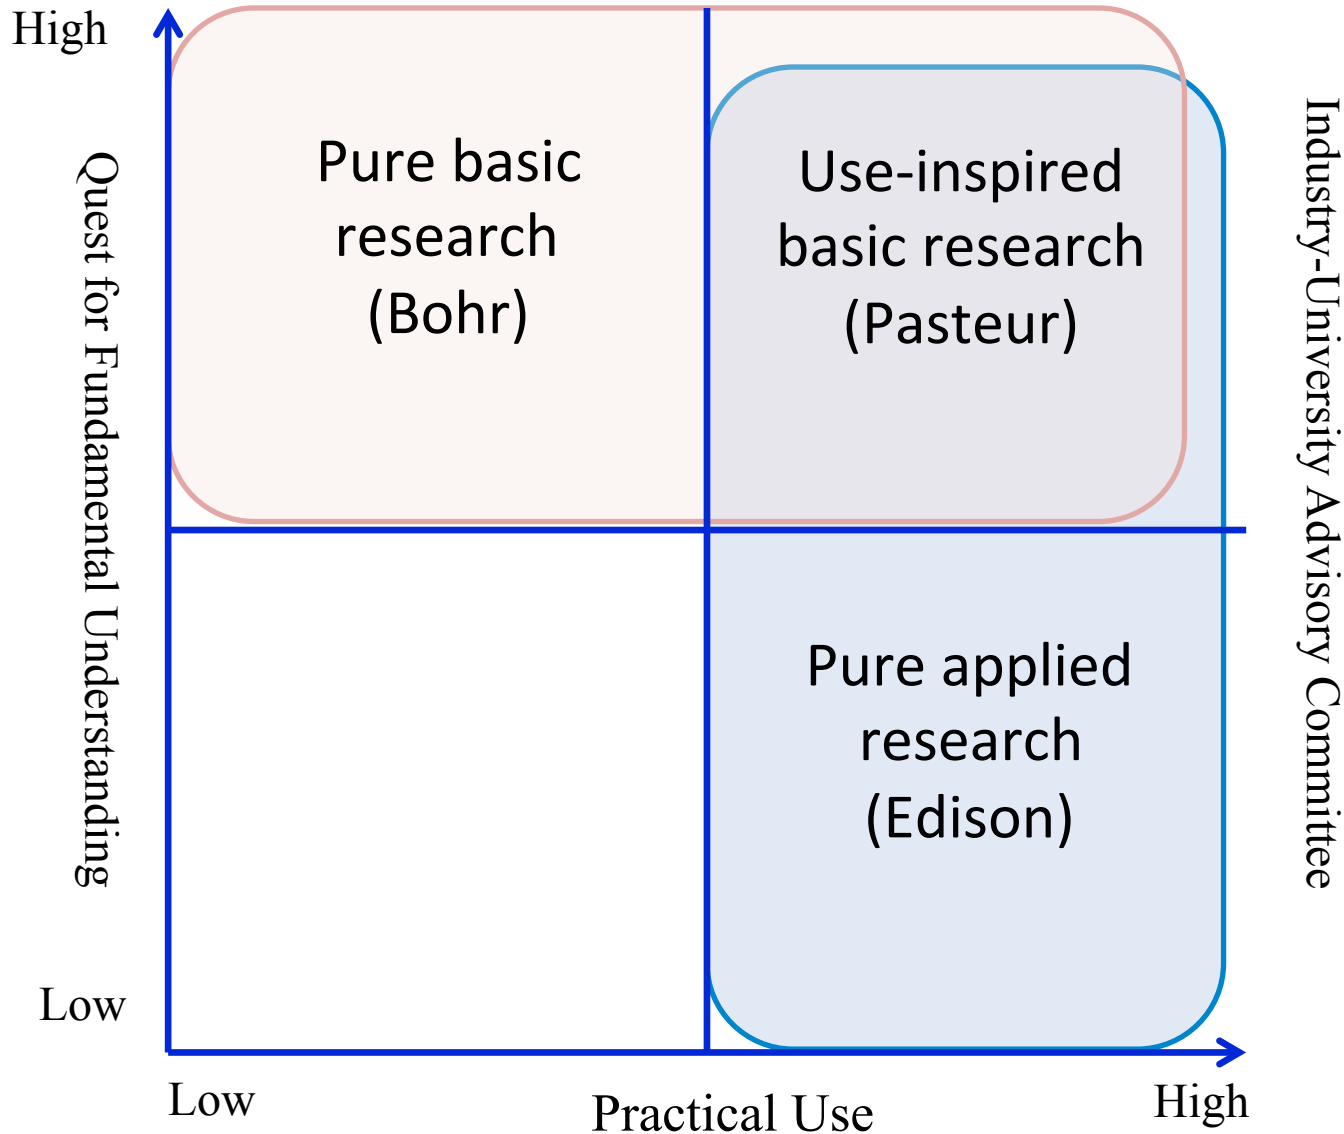 High
Quest for Fundamental Understanding
Pure basic
research
(Bohr)
Use-inspired
basic research
(Pasteur)
Industry-University Advisory Committee
Pure applied
research
(Edison)
Low
Low
Practical Use
High